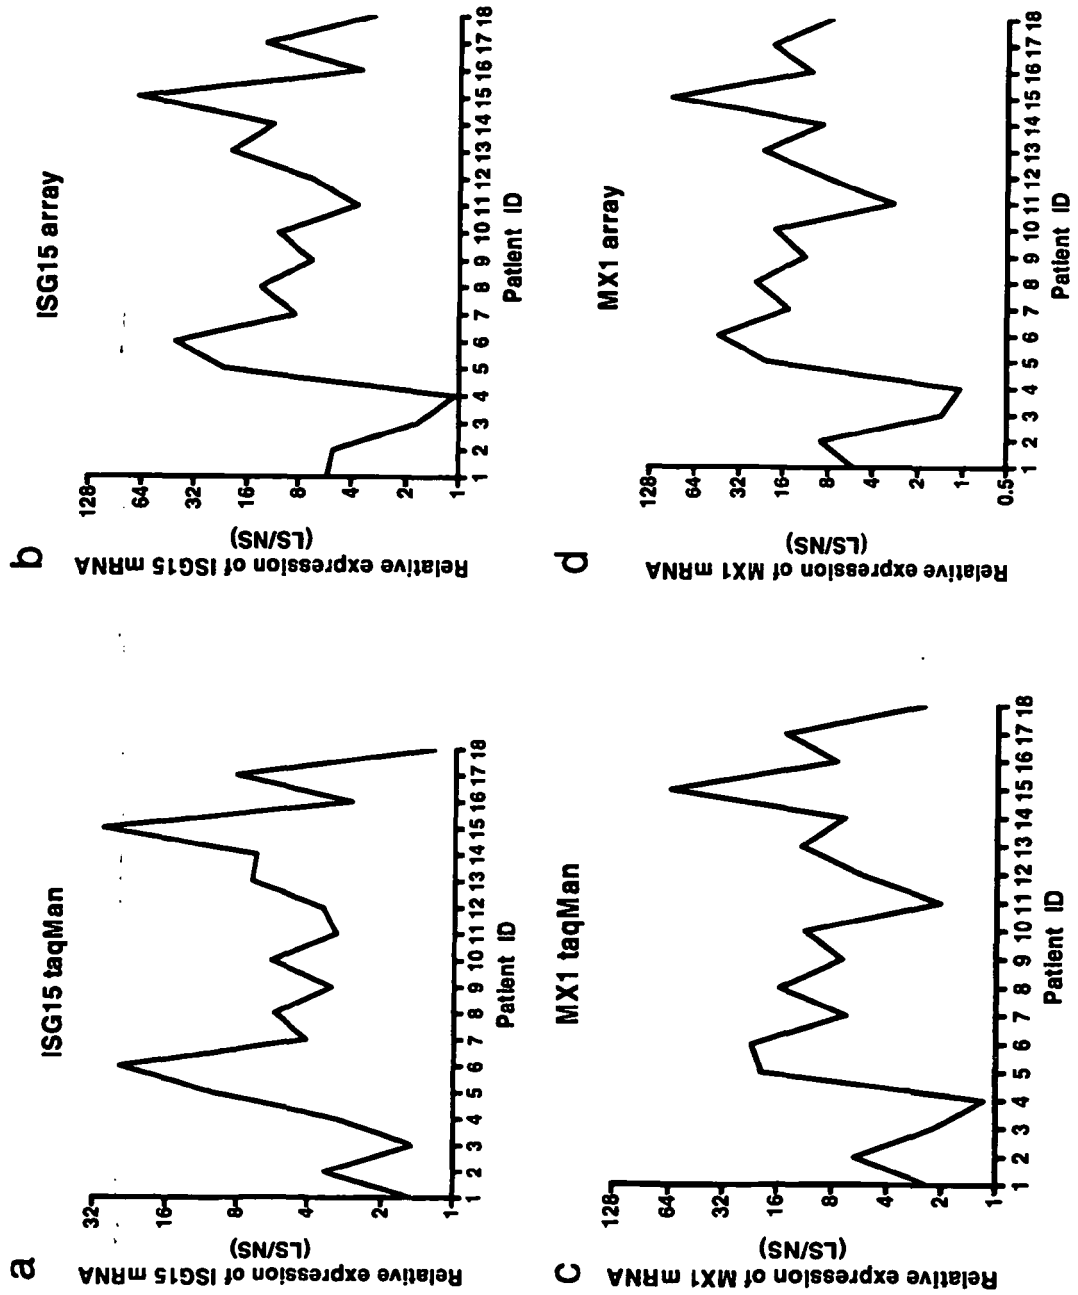 a
ISG15 taqMan
Relative expression of ISG15 mRNA
(LS/NS)
32
16
8
4
2
1
1 2 3 4 5 6 7 8 9 10 11 12 13 14 15 16 17 18
Patient ID
b
ISG15 array
Relative expression of ISG15 mRNA
(LS/NS)
128
64
32
16
8
4
2
1
1 2 3 4 5 6 7 8 9 10 11 12 13 14 15 16 17 18
Patient ID
c
MX1 taqMan
Relative expression of MX1 mRNA
(LS/NS)
128
64
32
16
8
4
2
1
1 2 3 4 5 6 7 8 9 10 11 12 13 14 15 16 17 18
Patient ID
d
MX1 array
Relative expression of MX1 mRNA
(LS/NS)
128
64
32
16
8
4
2
1
0.5
1 2 3 4 5 6 7 8 9 10 11 12 13 14 15 16 17 18
Patient ID